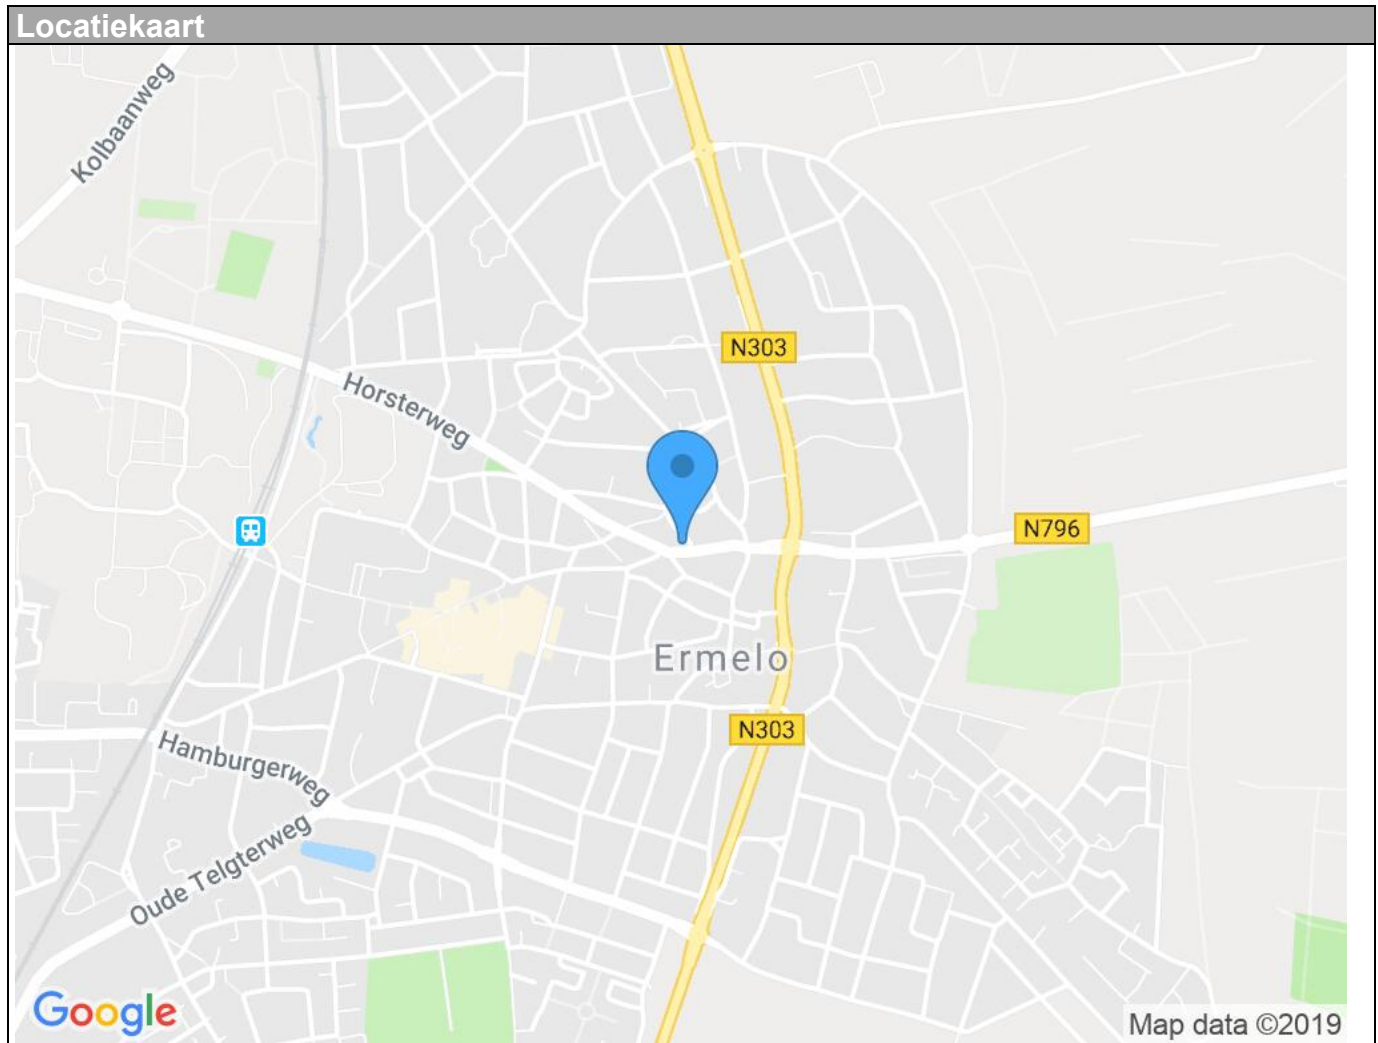 Locatiekaart
Kolbaanweg
N303
Horsterweg
N796
Ermelo
N303
Hamburgerweg
Oude Telgterweg
Google
Map data ©2019